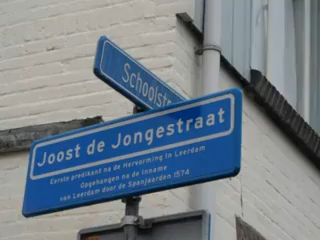 Schoolstr
Joost de Jongestraat
Eerste predikant na de Hervorming in Leerdam
Opgehangen na de inname
van Leerdam door de Spanjaarden 1574